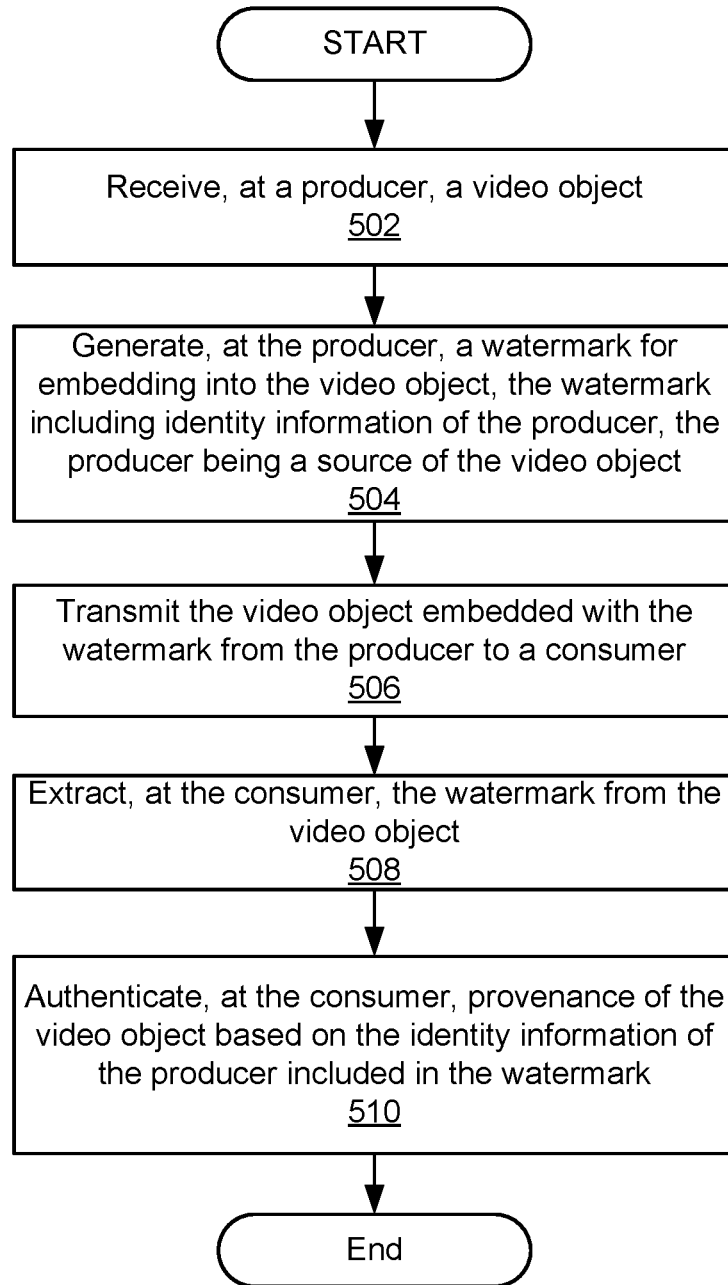 START
Receive, at a producer, a video object
502
Generate, at the producer, a watermark for
embedding into the video object, the watermark
including identity information of the producer, the
producer being a source of the video object
504
Transmit the video object embedded with the
watermark from the producer to a consumer
506
Extract, at the consumer, the watermark from the
video object
508
Authenticate, at the consumer, provenance of the
video object based on the identity information of
the producer included in the watermark
510
End